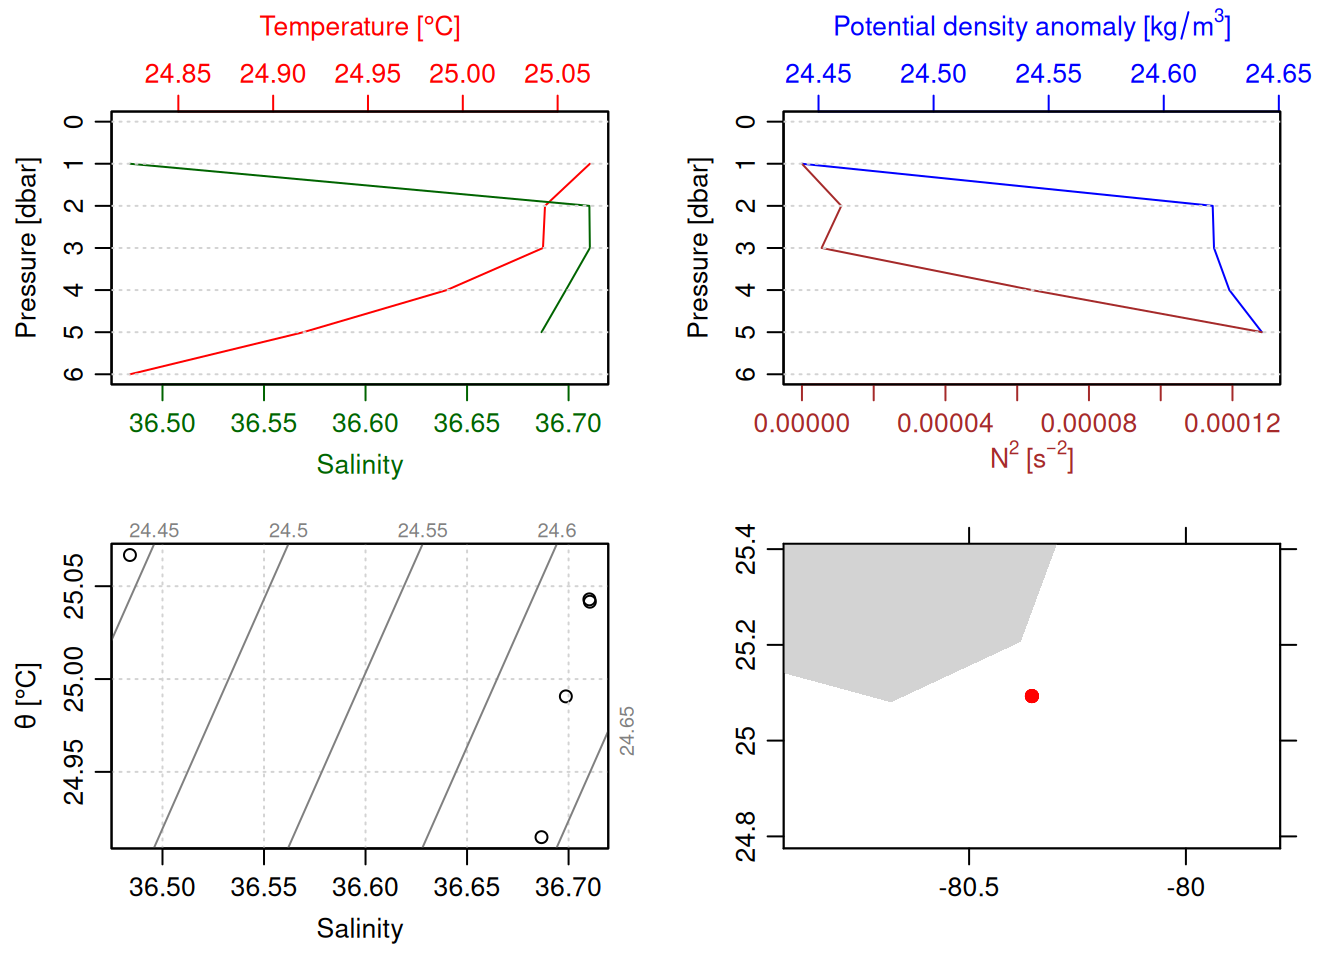 Temperature [°C]
24.85 24.90 24.95 25.00 25.05
Pressure [dbar]
0
1
2
3
4
5
6
36.50 36.55 36.60 36.65 36.70
Salinity
Potential density anomaly [kg/m³]
24.45 24.50 24.55 24.60 24.65
Pressure [dbar]
0
1
2
3
4
5
6
0.00000 0.00004 0.00008 0.00012
N² [s⁻²]
24.45 24.5 24.55 24.6
24.65
θ [°C]
25.05
25.00
24.95
36.50 36.55 36.60 36.65 36.70
Salinity
25.4
25.2
25
24.8
-80.5 -80